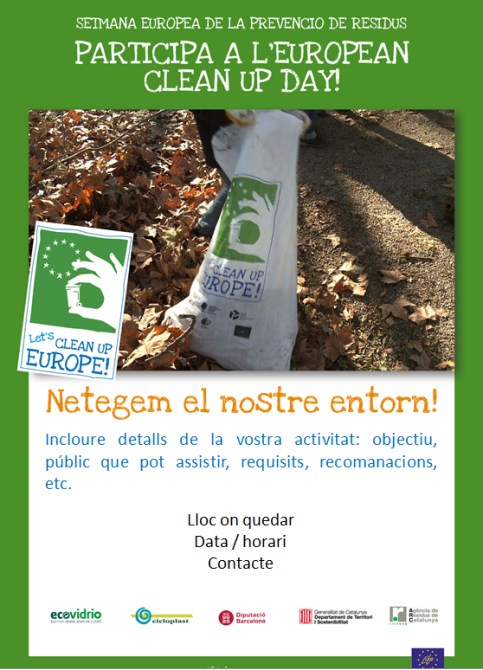 SETMANA EUROPEA DE LA PREVENCIO DE RESIDUS
PARTICIPA A L'EUROPEAN
CLEAN UP DAY!
CLEAN UP
EUROPE!
Let's CLEAN UP
EUROPE!
Netegem el nostre entorn!
Incloure detalls de la vostra activitat: objectiu,
públic que pot assistir, requisits, recomanacions,
etc.
Lloc on quedar
Data / horari
Contacte
ecovidrio
cicloplast
Diputació
Barcelona
Generalitat de Catalunya
Departament de Territori
i Sostenibilitat
Agència
de Residus de
Catalunya